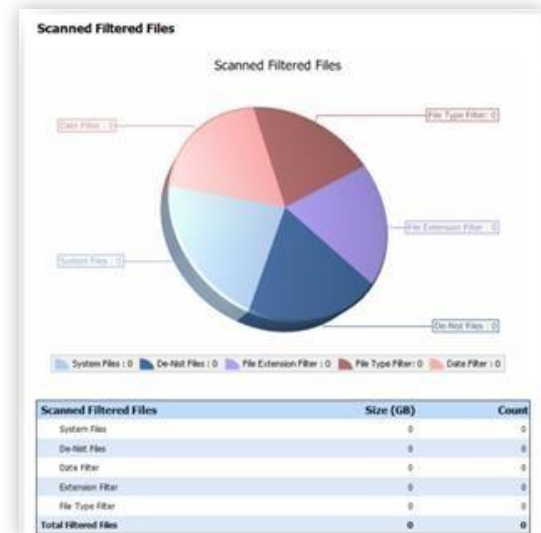 Scanned Filtered Files
Scanned Filtered Files
Date Filter : 0
File Type Filter: 0
File Extension Filter : 0
System Files : 0
De-Nist Files : 0
System Files : 0 De-Nist Files : 0 File Extension Filter : 0 File Type Filter: 0 Date Filter : 0
Scanned Filtered Files Size (GB) Count
System Files 0 0
De-Nist Files 0 0
Date Filter 0 0
Extension Filter 0 0
File Type Filter 0 0
Total Filtered Files 0 0